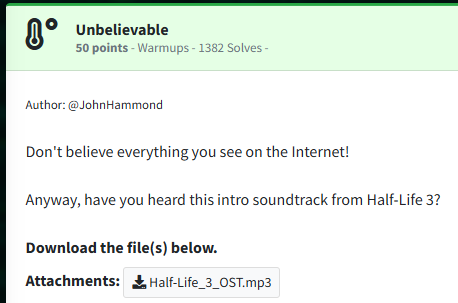 Unbelievable
50 points - Warmups - 1382 Solves -
Author: @JohnHammond
Don't believe everything you see on the Internet!
Anyway, have you heard this intro soundtrack from Half-Life 3?
Download the file(s) below.
Attachments: Half-Life_3_OST.mp3